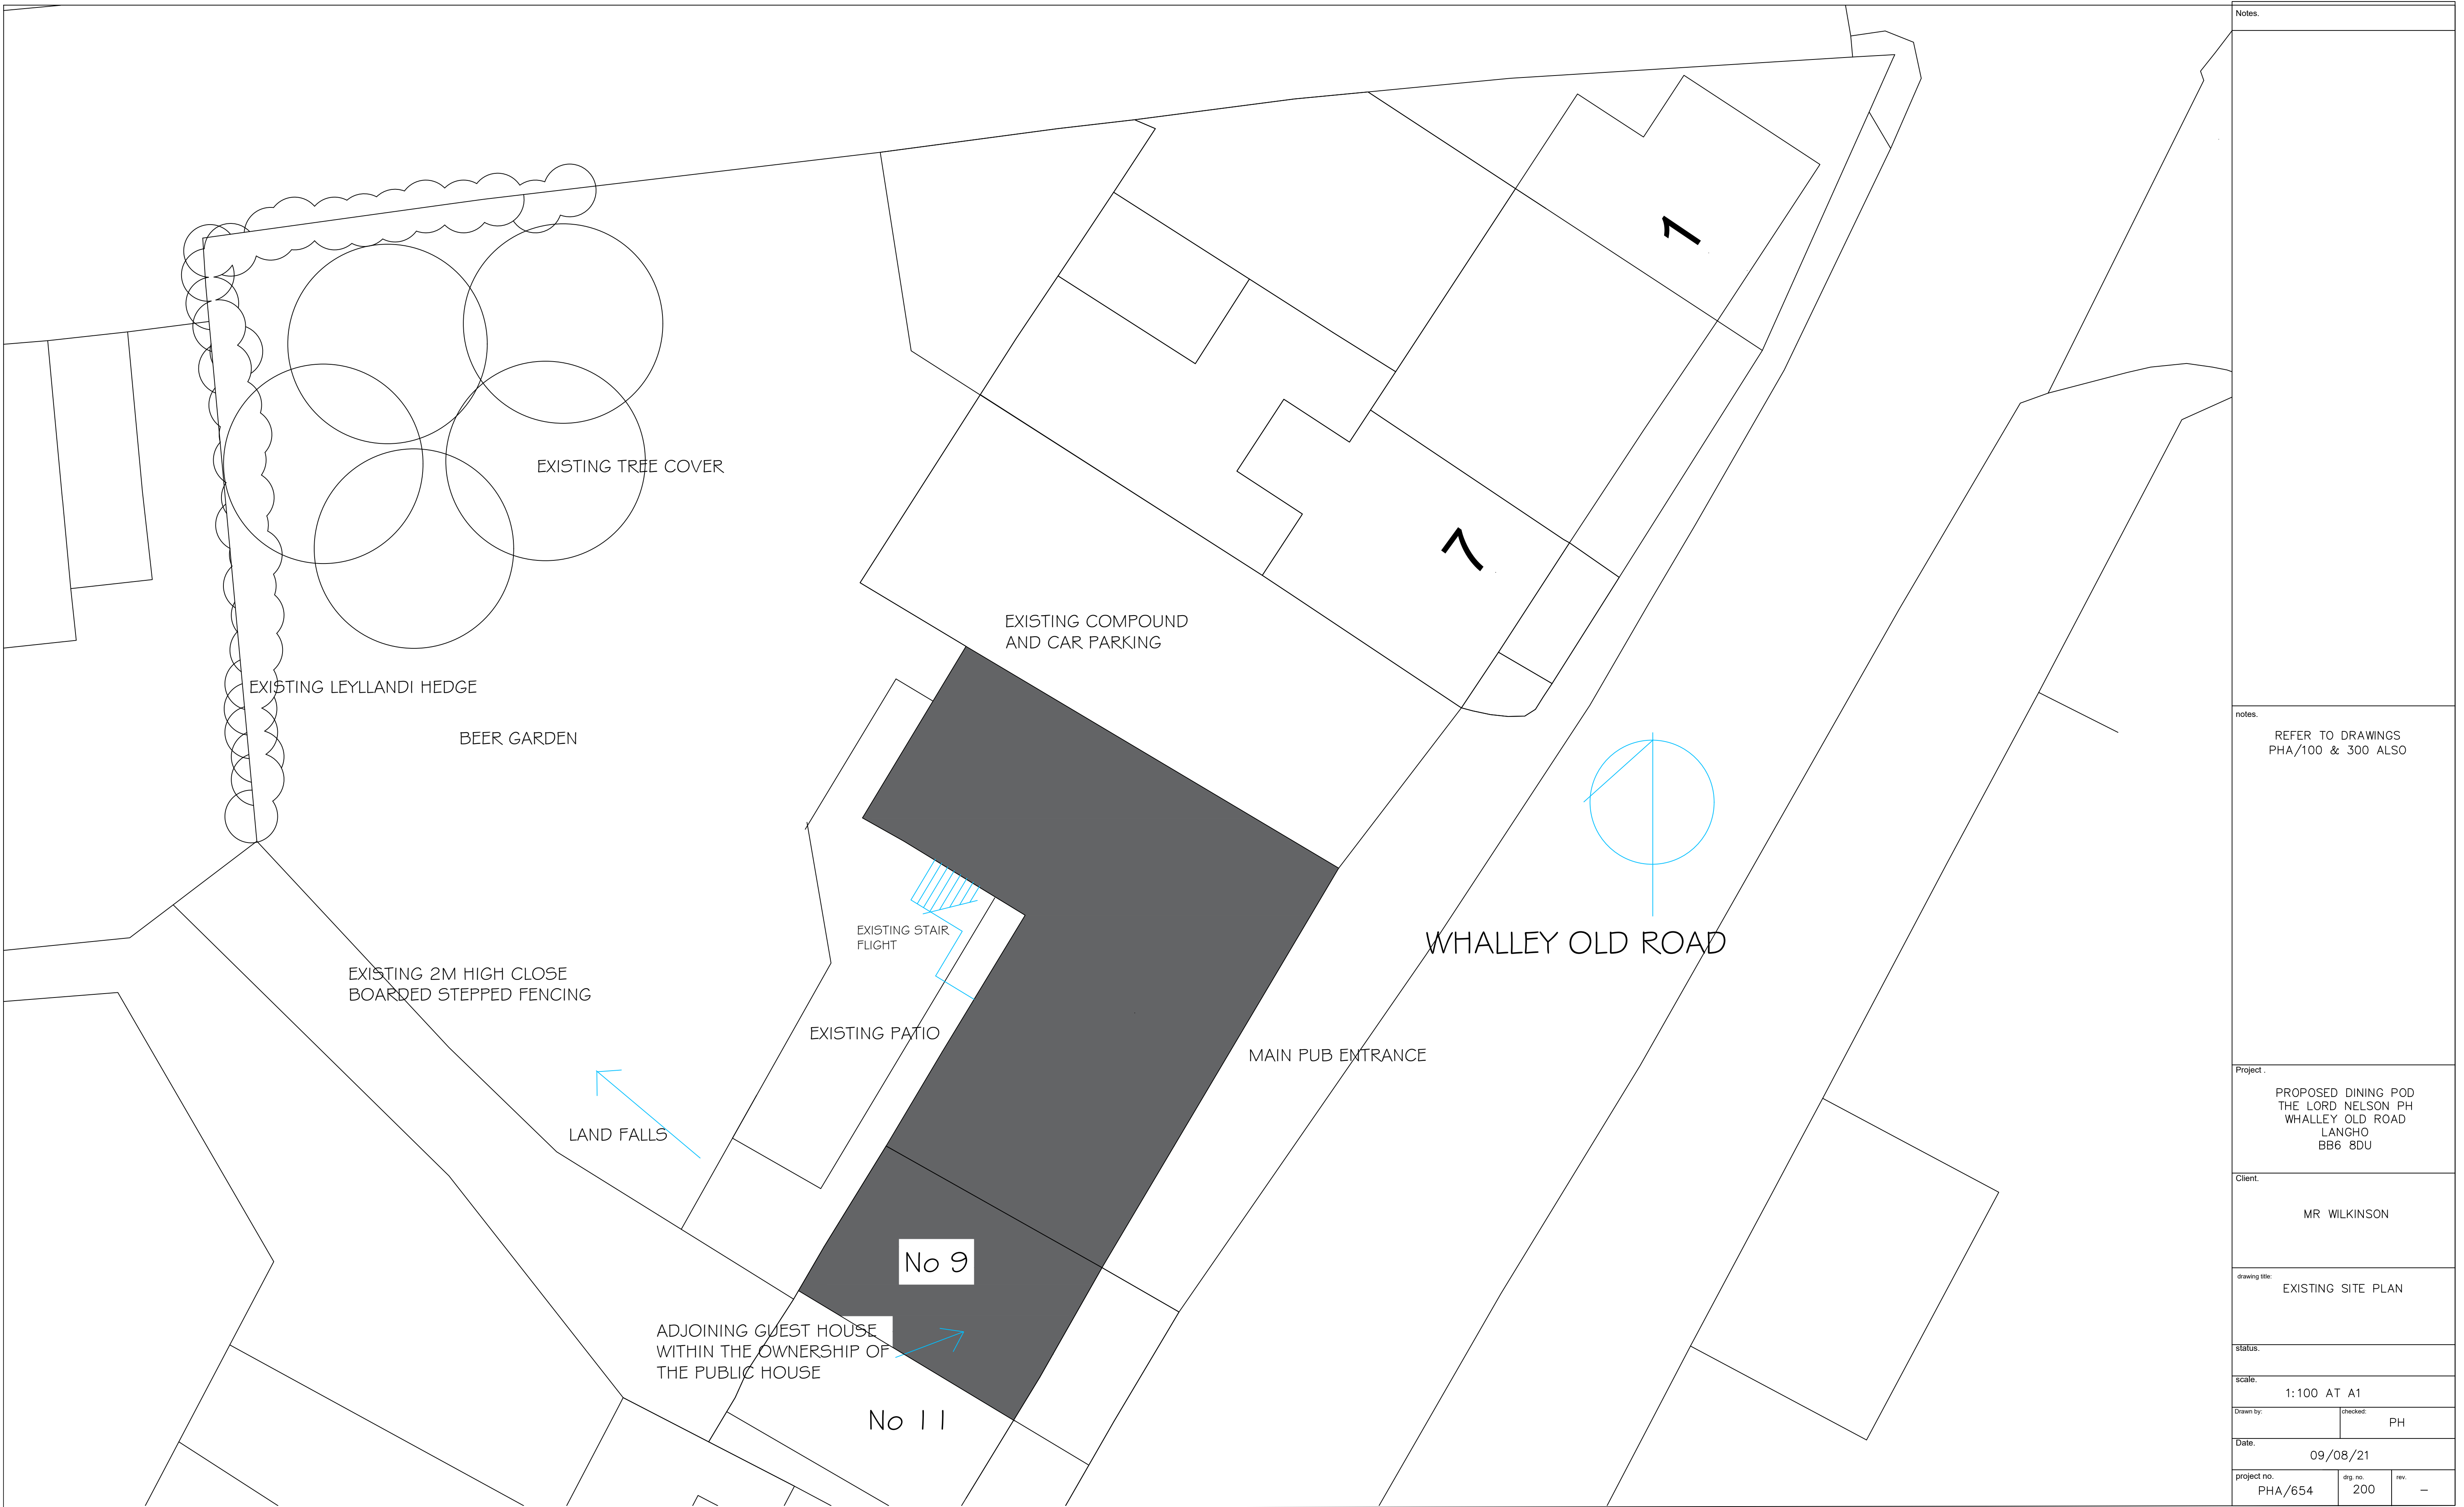 1
EXISTING TREE COVER
7
EXISTING COMPOUND
AND CAR PARKING
EXISTING LEYLLANDI HEDGE
BEER GARDEN
EXISTING STAIR
FLIGHT
WHALLEY OLD ROAD
EXISTING 2M HIGH CLOSE
BOARDED STEPPED FENCING
EXISTING PATIO
MAIN PUB ENTRANCE
LAND FALLS
No 9
ADJOINING GUEST HOUSE
WITHIN THE OWNERSHIP OF
THE PUBLIC HOUSE
No 11
Notes.
notes.
REFER TO DRAWINGS
PHA/100 & 300 ALSO
Project .
PROPOSED DINING POD
THE LORD NELSON PH
WHALLEY OLD ROAD
LANGHO
BB6 8DU
Client.
MR WILKINSON
drawing title:
EXISTING SITE PLAN
status.
scale.
1:100 AT A1
Drawn by:
checked:
PH
Date.
09/08/21
project no.
PHA/654
drg. no.
200
rev.
–